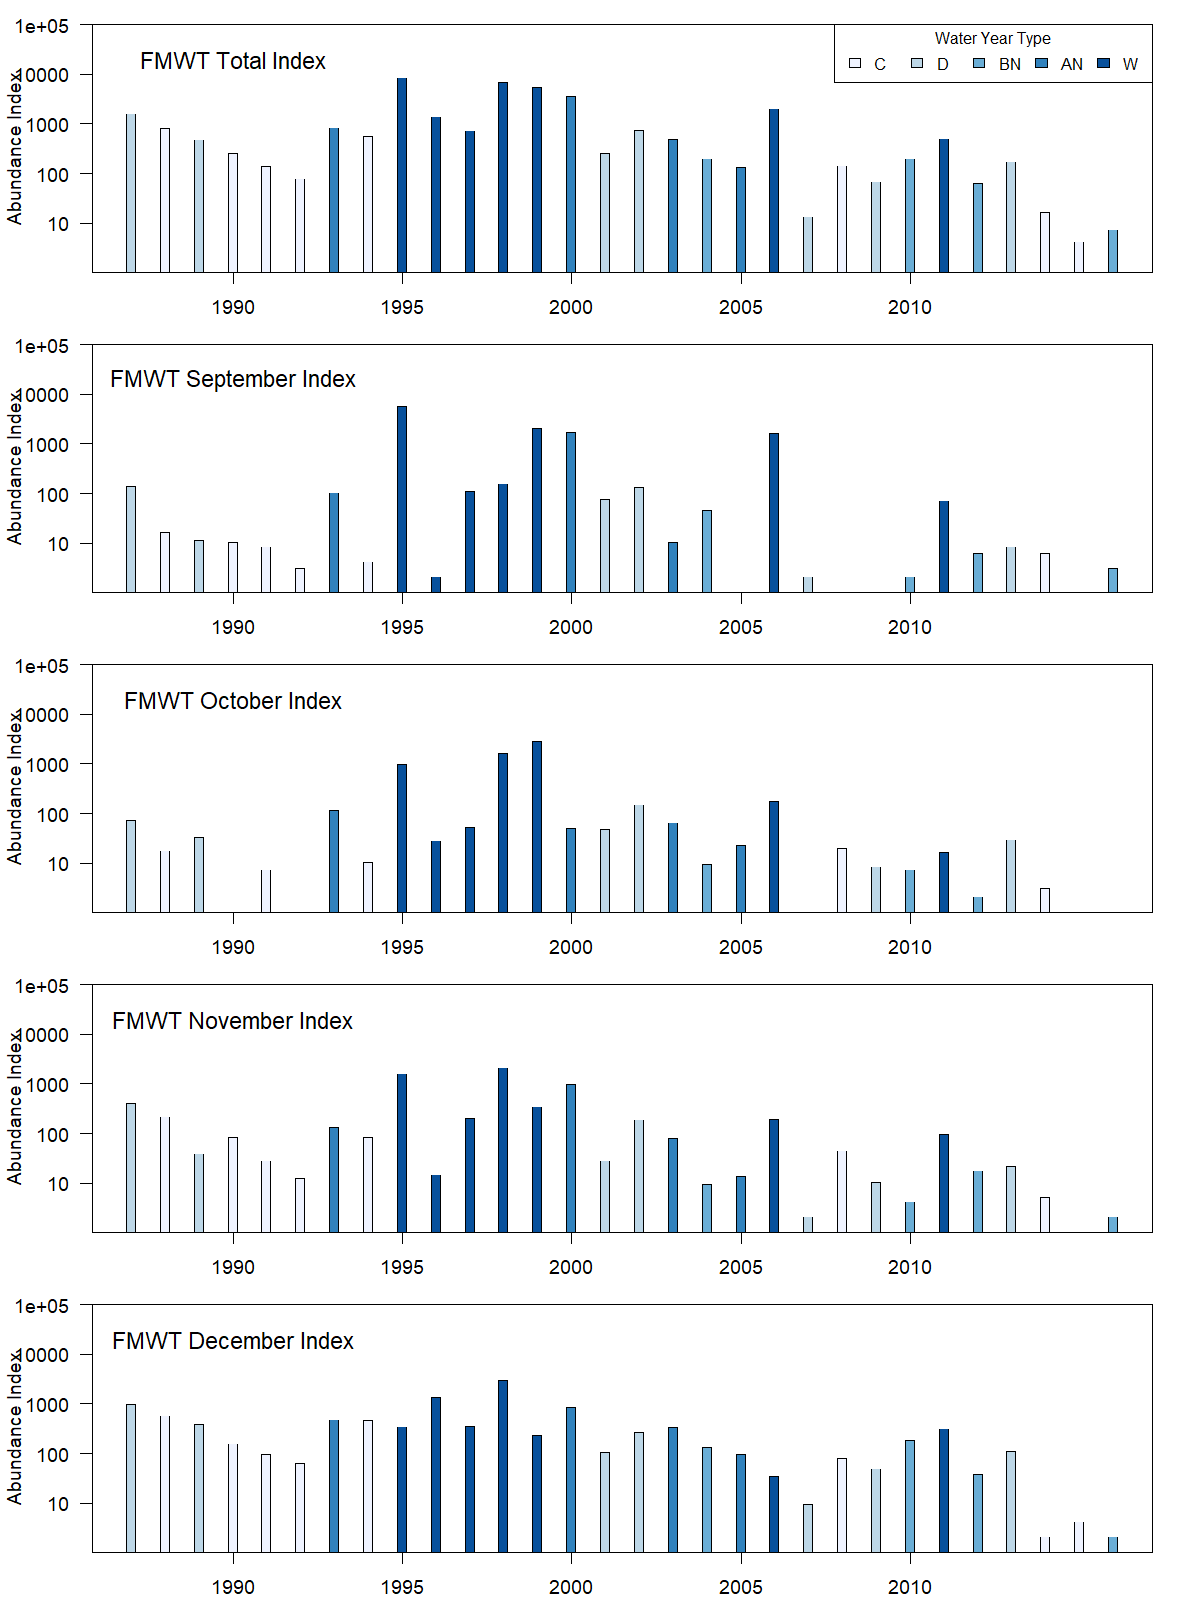 FMWT Total Index
Water Year Type
C D BN AN W
Abundance Index
1e+05
10000
1000
100
10
1990 1995 2000 2005 2010
FMWT September Index
Abundance Index
1e+05
10000
1000
100
10
1990 1995 2000 2005 2010
FMWT October Index
Abundance Index
1e+05
10000
1000
100
10
1990 1995 2000 2005 2010
FMWT November Index
Abundance Index
1e+05
10000
1000
100
10
1990 1995 2000 2005 2010
FMWT December Index
Abundance Index
1e+05
10000
1000
100
10
1990 1995 2000 2005 2010